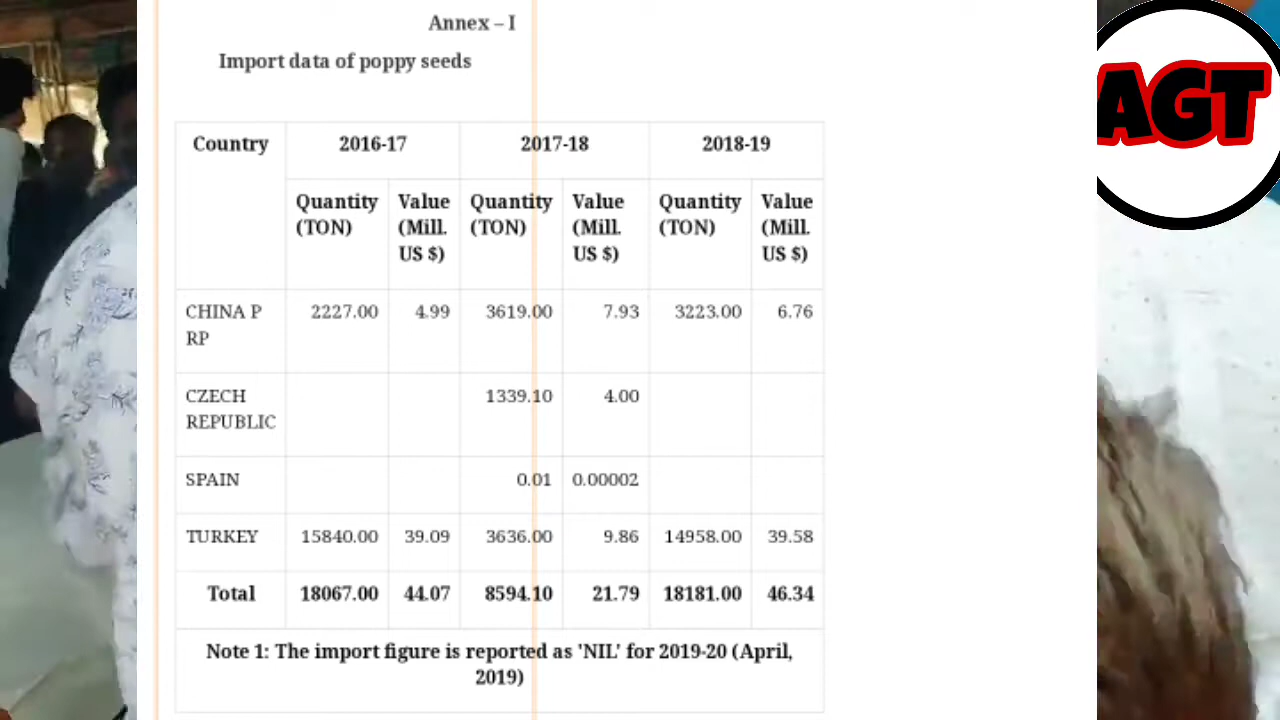 Annex – I
Import data of poppy seeds
AGT
Country 2016-17 2017-18 2018-19
Quantity (TON) Value (Mill. US $) Quantity (TON) Value (Mill. US $) Quantity (TON) Value (Mill. US $)
CHINA P RP 2227.00 4.99 3619.00 7.93 3223.00 6.76
CZECH REPUBLIC 1339.10 4.00
SPAIN 0.01 0.00002
TURKEY 15840.00 39.09 3636.00 9.86 14958.00 39.58
Total 18067.00 44.07 8594.10 21.79 18181.00 46.34
Note 1: The import figure is reported as 'NIL' for 2019-20 (April,
2019)